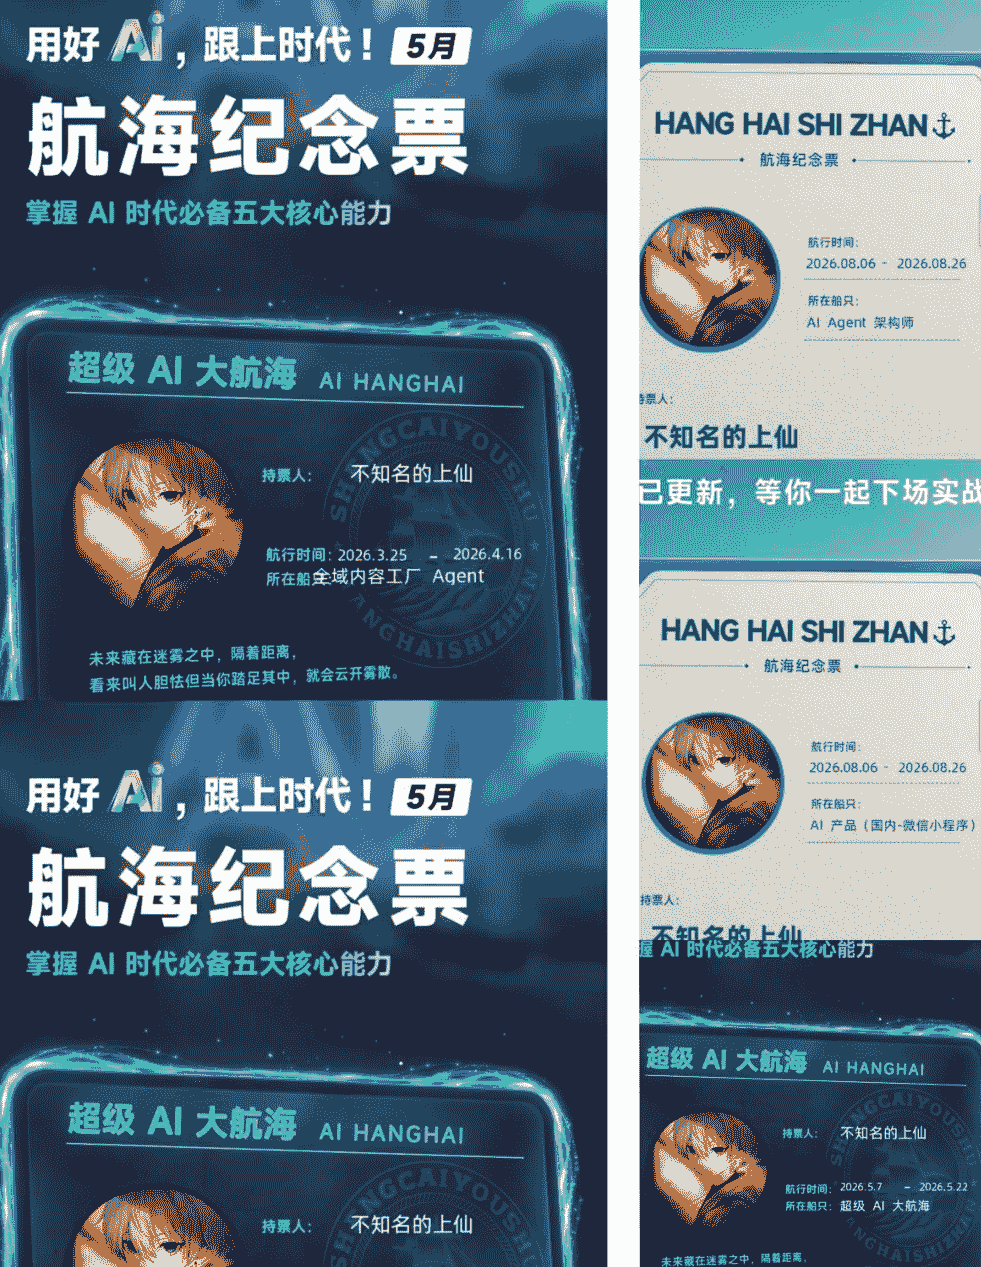 用好 Ai，跟上时代！ 5月
航海纪念票
掌握 AI 时代必备五大核心能力
超级 AI 大航海 AI HANGHAI
SHENGCAIYOUSHU
HANGHAISHIZHAN
持票人： 不知名的上仙
航行时间：2026.3.25 – 2026.4.16
所在船只：全域内容工厂 Agent
未来藏在迷雾之中，隔着距离，
看来叫人胆怯但当你踏足其中，就会云开雾散。
用好 Ai，跟上时代！ 5月
航海纪念票
掌握 AI 时代必备五大核心能力
超级 AI 大航海 AI HANGHAI
NGCAIYOUS
持票人： 不知名的上仙
HANG HAI SHI ZHAN
航海纪念票
航行时间：
2026.08.06 - 2026.08.26
所在船只：
AI Agent 架构师
持票人：
不知名的上仙
已更新，等你一起下场实战
HANG HAI SHI ZHAN
航海纪念票
航行时间：
2026.08.06 - 2026.08.26
所在船只：
AI 产品（国内-微信小程序）
持票人：
不知名的上仙
握 AI 时代必备五大核心能力
超级 AI 大航海 AI HANGHAI
SHENGCAIYOUSHU
ANGHAISHIZHAN
持票人： 不知名的上仙
航行时间：2026.5.7 – 2026.5.22
所在船只：超级 AI 大航海
未来藏在迷雾之中，隔着距离，